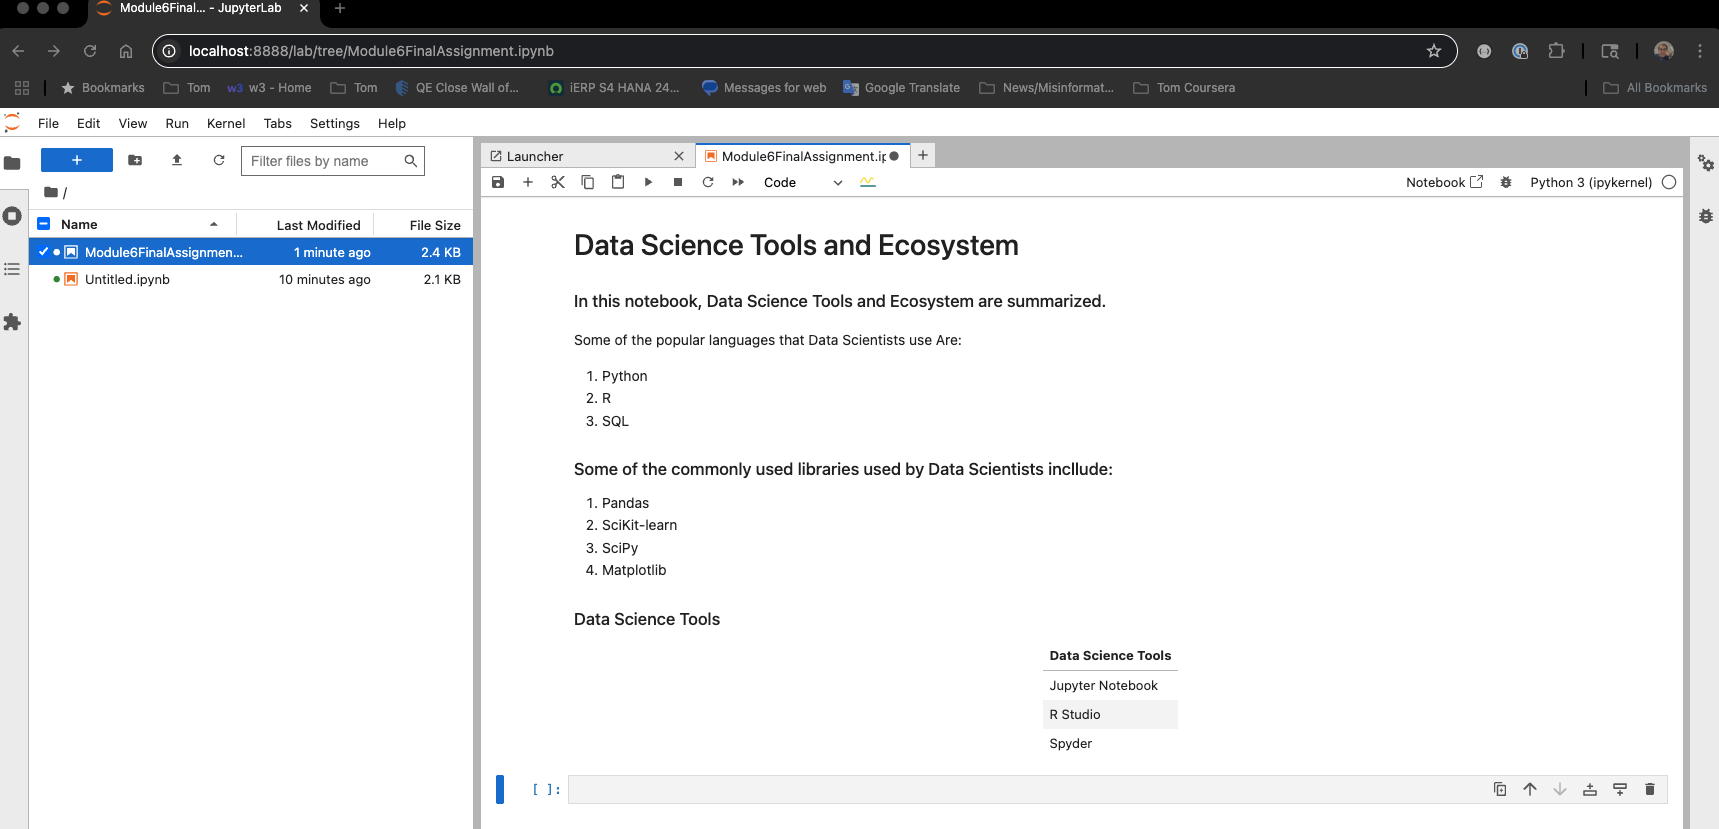 Module6Final... - JupyterLab
localhost:8888/lab/tree/Module6FinalAssignment.ipynb
Bookmarks Tom w3 w3 - Home Tom QE Close Wall of... iERP S4 HANA 24... Messages for web Google Translate News/Misinformat... Tom Coursera All Bookmarks
File Edit View Run Kernel Tabs Settings Help
Filter files by name
/
Name Last Modified File Size
Module6FinalAssignmen... 1 minute ago 2.4 KB
Untitled.ipynb 10 minutes ago 2.1 KB
Launcher Module6FinalAssignment.ip
Code Notebook Python 3 (ipykernel)
Data Science Tools and Ecosystem
In this notebook, Data Science Tools and Ecosystem are summarized.
Some of the popular languages that Data Scientists use Are:
1. Python
2. R
3. SQL
Some of the commonly used libraries used by Data Scientists incllude:
1. Pandas
2. SciKit-learn
3. SciPy
4. Matplotlib
Data Science Tools
Data Science Tools
Jupyter Notebook
R Studio
Spyder
[ ]: